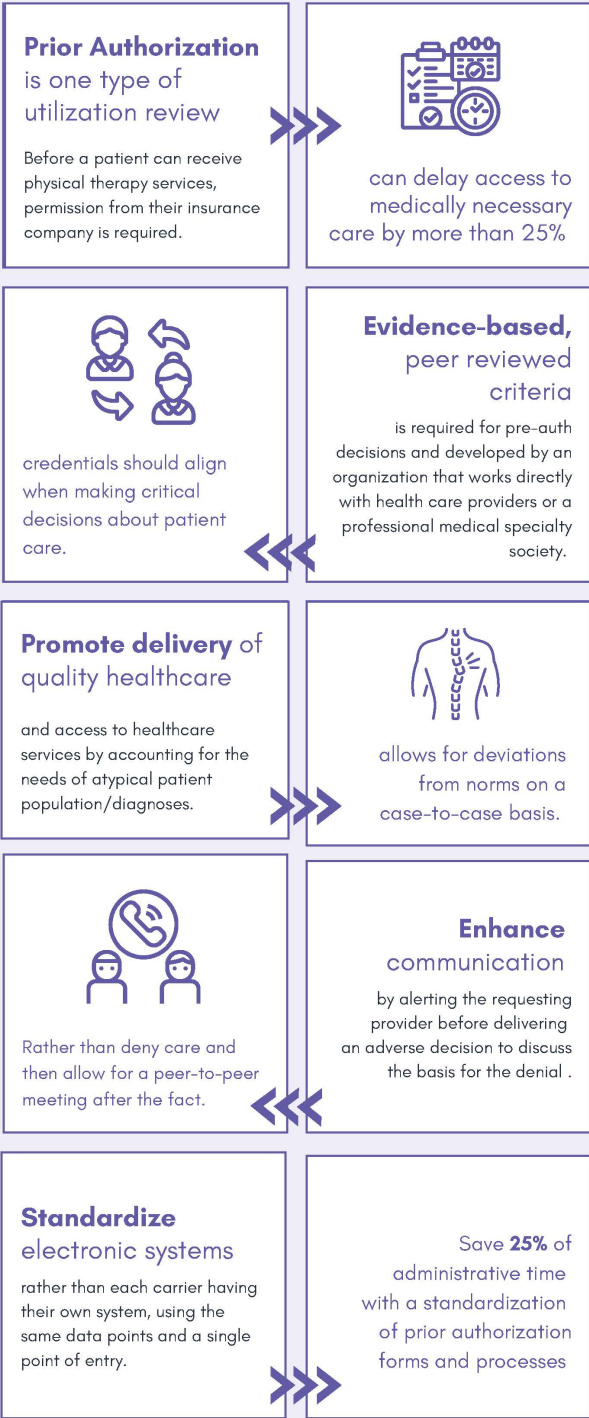 Prior Authorization
is one type of
utilization review
Before a patient can receive
physical therapy services,
permission from their insurance
company is required.
can delay access to
medically necessary
care by more than 25%
Evidence-based,
peer reviewed
criteria
is required for pre-auth
decisions and developed by an
organization that works directly
with health care providers or a
professional medical specialty
society.
credentials should align
when making critical
decisions about patient
care.
Promote delivery of
quality healthcare
and access to healthcare
services by accounting for the
needs of atypical patient
population/diagnoses.
allows for deviations
from norms on a
case-to-case basis.
Enhance
communication
by alerting the requesting
provider before delivering
an adverse decision to discuss
the basis for the denial .
Rather than deny care and
then allow for a peer-to-peer
meeting after the fact.
Standardize
electronic systems
rather than each carrier having
their own system, using the
same data points and a single
point of entry.
Save 25% of
administrative time
with a standardization
of prior authorization
forms and processes